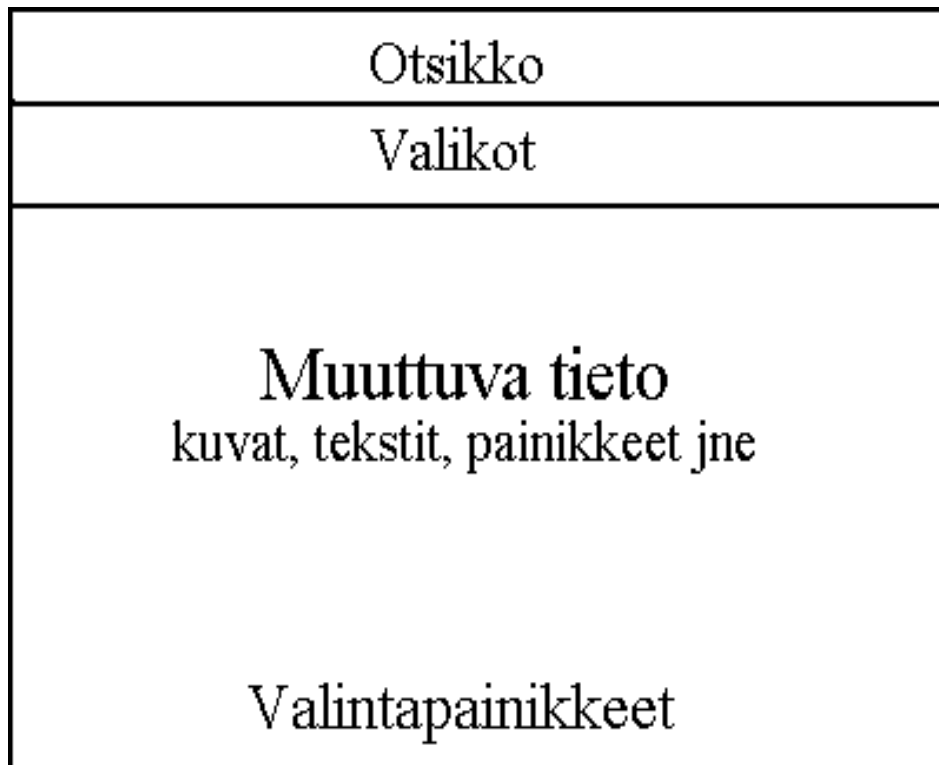 Otsikko
Valikot
Muuttuva tieto
kuvat, tekstit, painikkeet jne
Valintapainikkeet